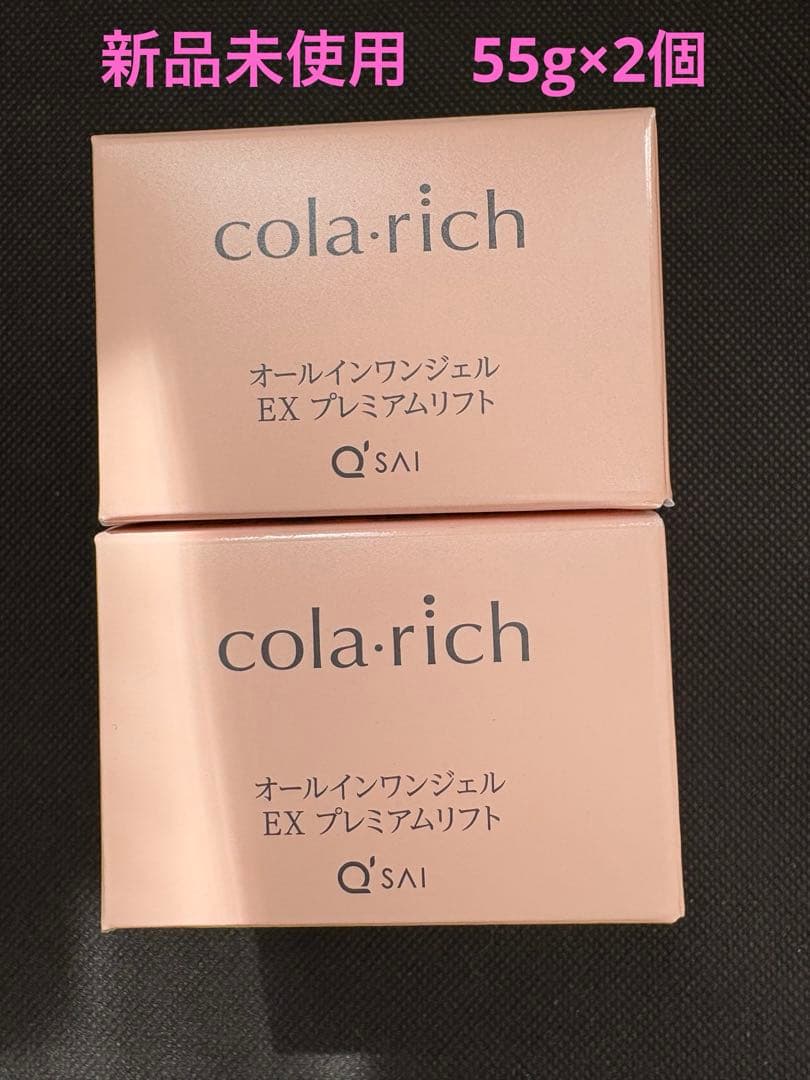 新品未使用　55g×2個
cola·rich
オールインワンジェル
EX プレミアムリフト
Q'SAI
cola·rich
オールインワンジェル
EX プレミアムリフト
Q'SAI